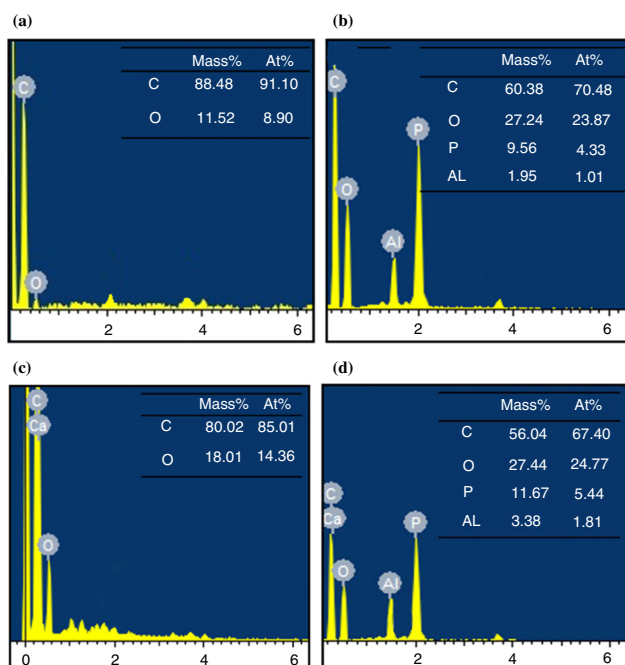 (a) (b)
Mass% At%
C 88.48 91.10
O 11.52 8.90
C
O
2 4 6
Mass% At%
C 60.38 70.48
O 27.24 23.87
P 9.56 4.33
AL 1.95 1.01
C
O
Al
P
2 4 6
(c) (d)
Mass% At%
C 80.02 85.01
O 18.01 14.36
C
Ca
O
0 2 4 6
Mass% At%
C 56.04 67.40
O 27.44 24.77
P 11.67 5.44
AL 3.38 1.81
C
Ca
O
Al
P
2 4 6